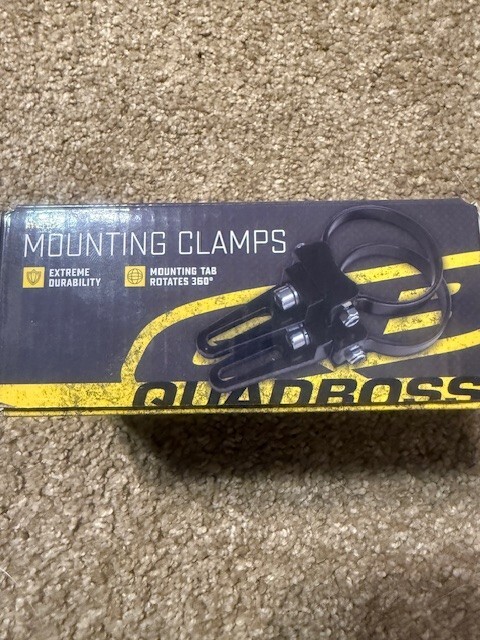 MOUNTING CLAMPS
EXTREME
DURABILITY
MOUNTING TAB
ROTATES 360°
QUADBOSS